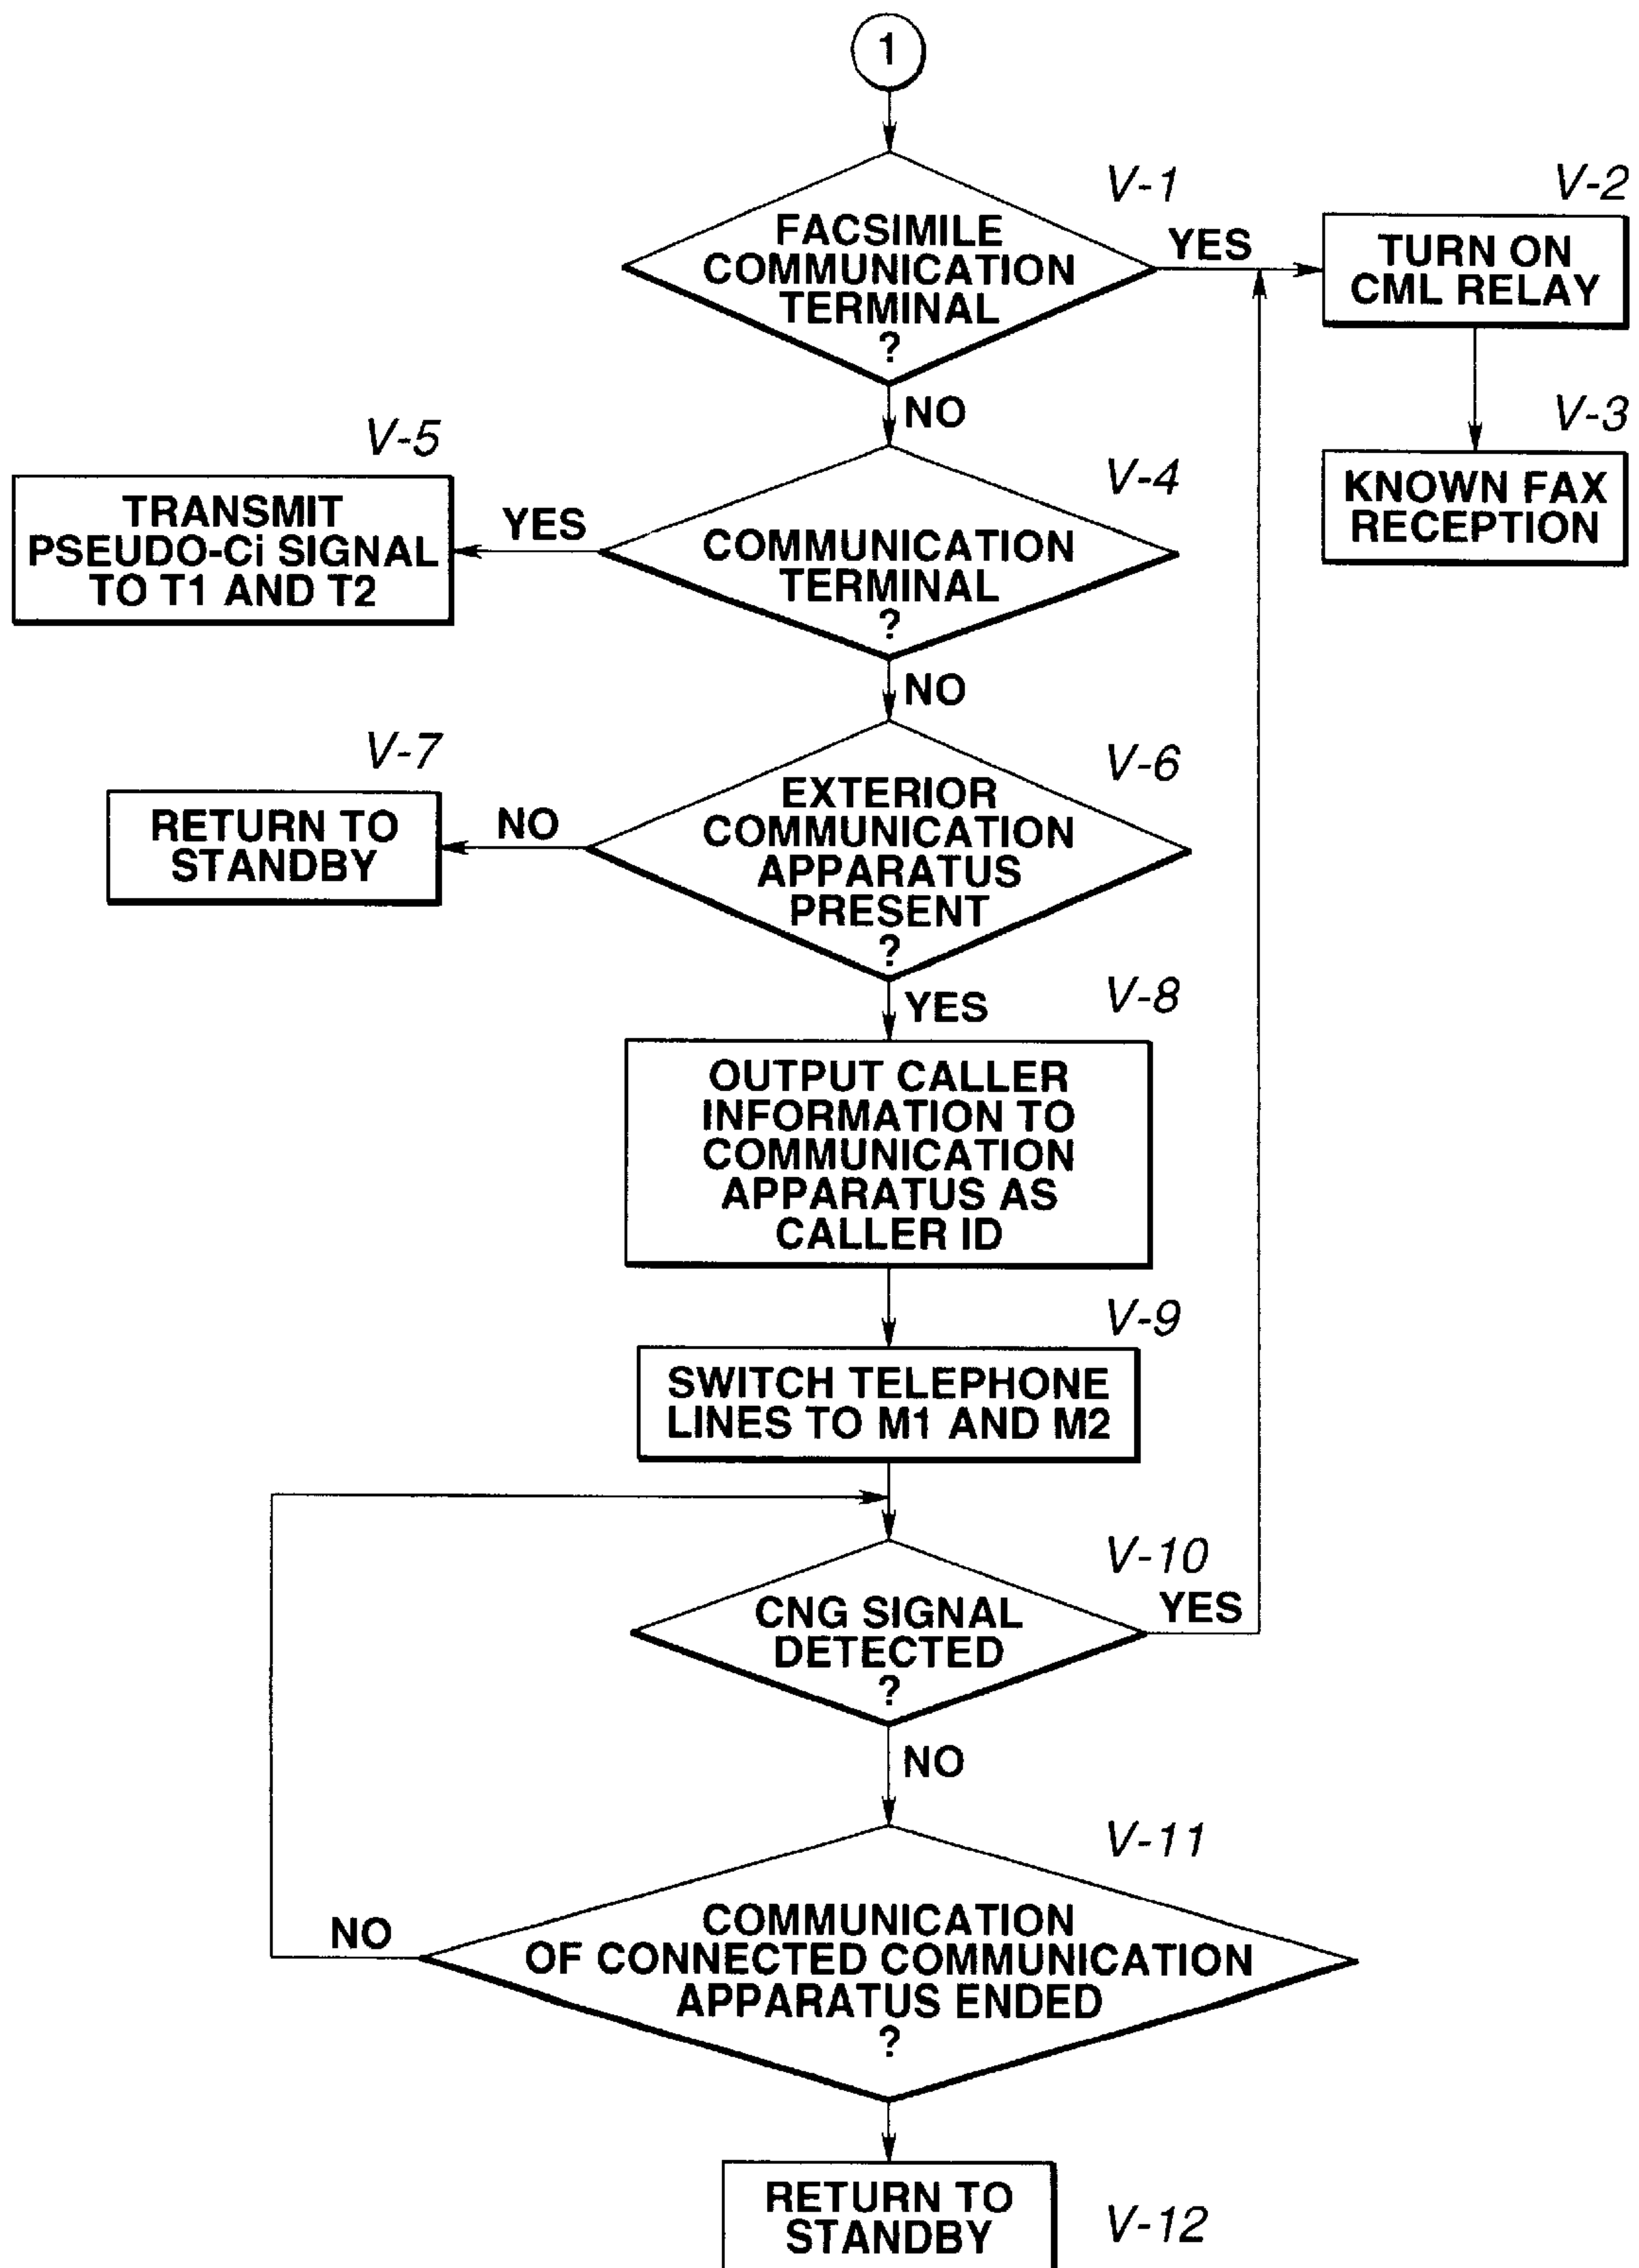 1
V-1
FACSIMILE
COMMUNICATION
TERMINAL
?
YES
V-2
TURN ON
CML RELAY
V-3
KNOWN FAX
RECEPTION
NO
V-4
COMMUNICATION
TERMINAL
?
YES
V-5
TRANSMIT
PSEUDO-Ci SIGNAL
TO T1 AND T2
NO
V-6
EXTERIOR
COMMUNICATION
APPARATUS
PRESENT
?
NO
V-7
RETURN TO
STANDBY
YES
V-8
OUTPUT CALLER
INFORMATION TO
COMMUNICATION
APPARATUS AS
CALLER ID
V-9
SWITCH TELEPHONE
LINES TO M1 AND M2
V-10
CNG SIGNAL
DETECTED
?
YES
NO
V-11
COMMUNICATION
OF CONNECTED COMMUNICATION
APPARATUS ENDED
?
NO
RETURN TO
STANDBY
V-12